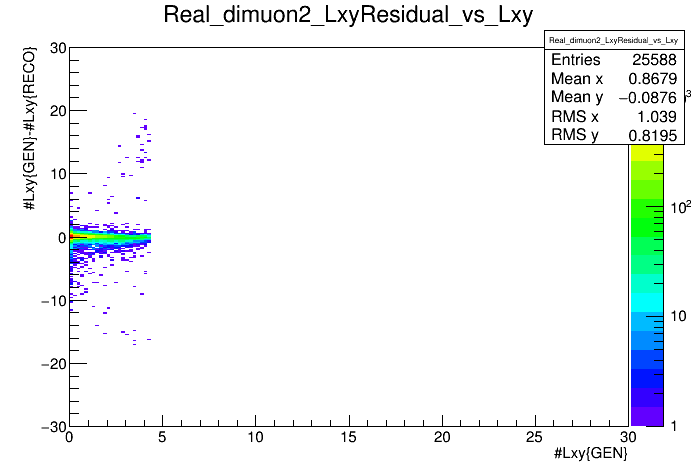 Real_dimuon2_LxyResidual_vs_Lxy
#Lxy{GEN}-#Lxy{RECO}
30
20
10
0
−10
−20
−30
0 5 10 15 20 25 30
#Lxy{GEN}
Real_dimuon2_LxyResidual_vs_Lxy
Entries 25588
Mean x 0.8679
Mean y −0.0876
RMS x 1.039
RMS y 0.8195
3
10²
10
1